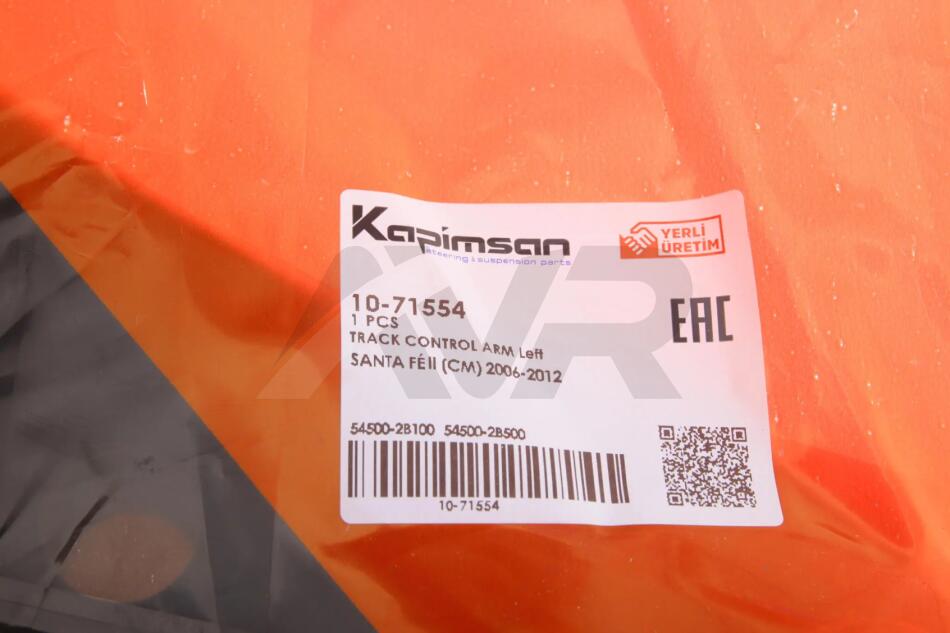 Kapimsan
steering & suspension parts
YERLİ
ÜRETİM
10-71554
1 PCS
TRACK CONTROL ARM Left
SANTA FÉ II (CM) 2006-2012
EAC
54500-2B100 54500-2B500
10-71554
AVR